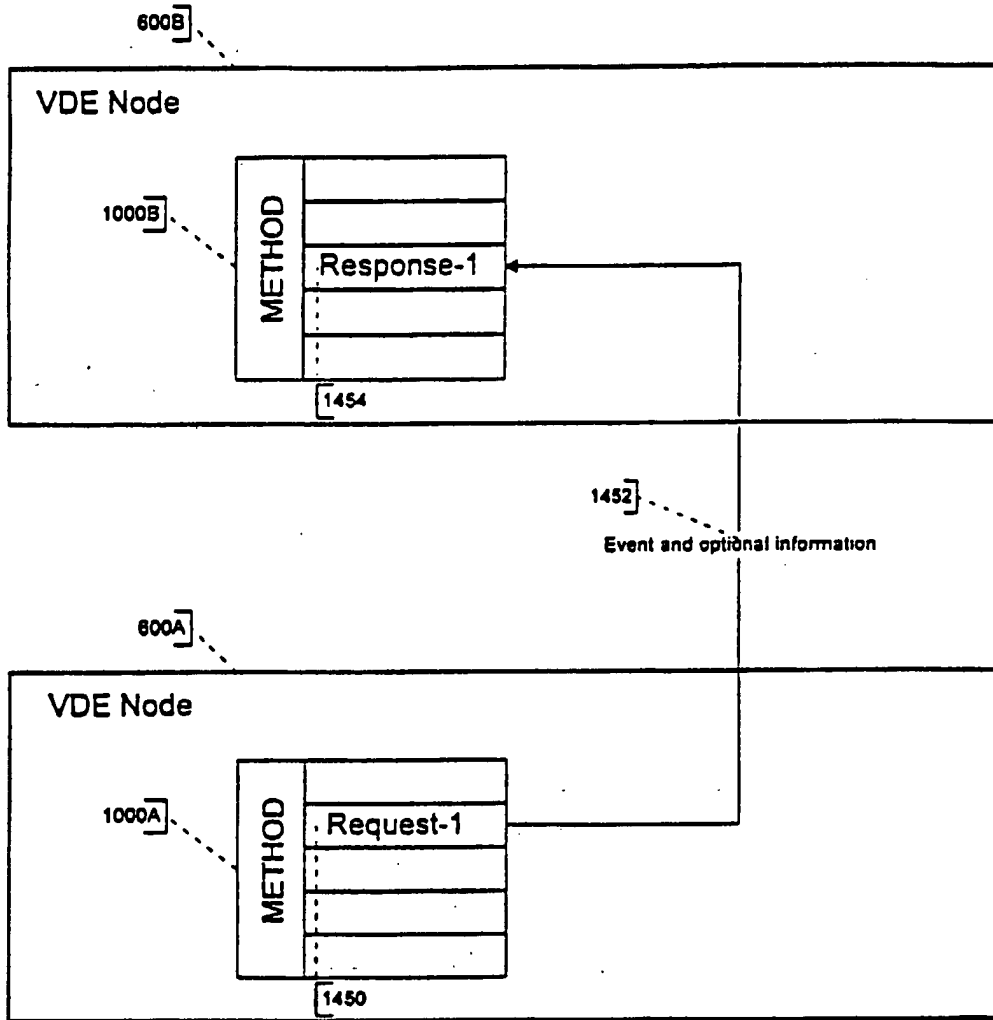 600B
VDE Node
1000B
METHOD
Response-1
1454
1452
Event and optional information
600A
VDE Node
1000A
METHOD
Request-1
1450